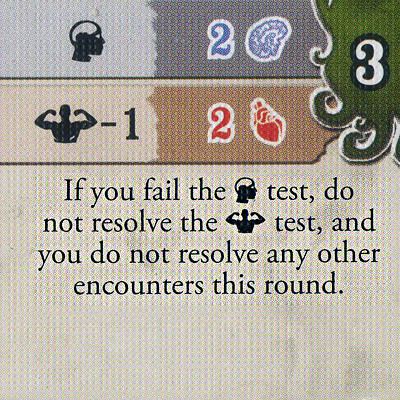 2
3
-1 2
If you fail the test, do
not resolve the test, and
you do not resolve any other
encounters this round.